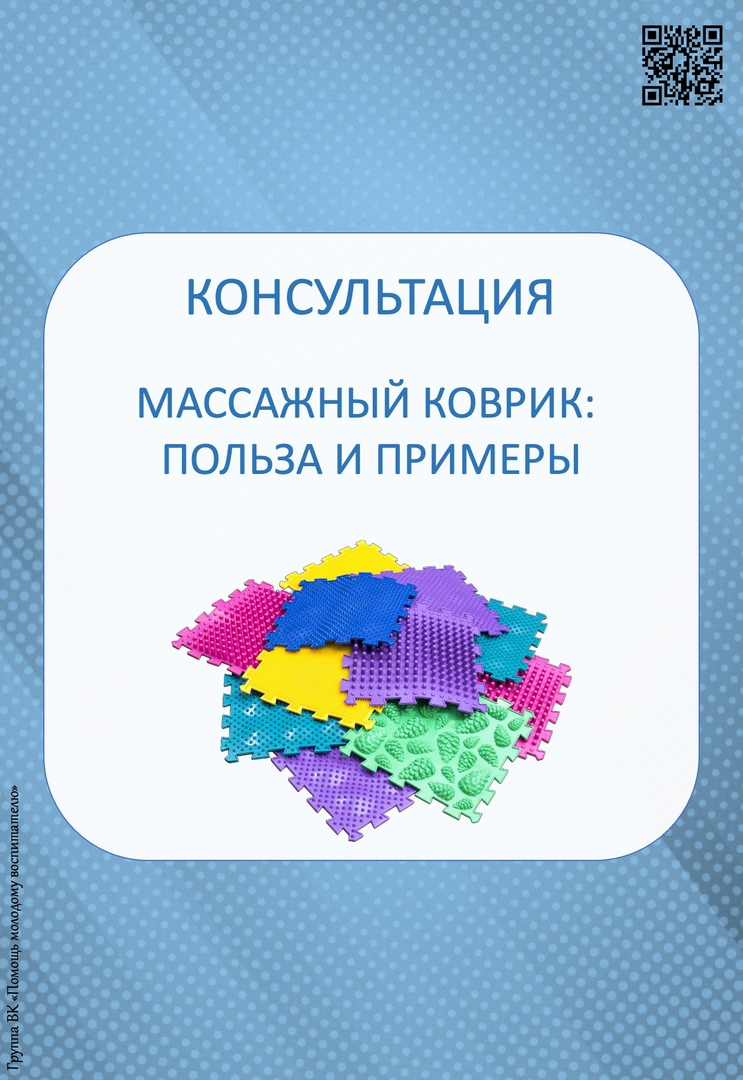 КОНСУЛЬТАЦИЯ
МАССАЖНЫЙ КОВРИК:
ПОЛЬЗА И ПРИМЕРЫ
Группа ВК «Помощь молодому воспитателю»